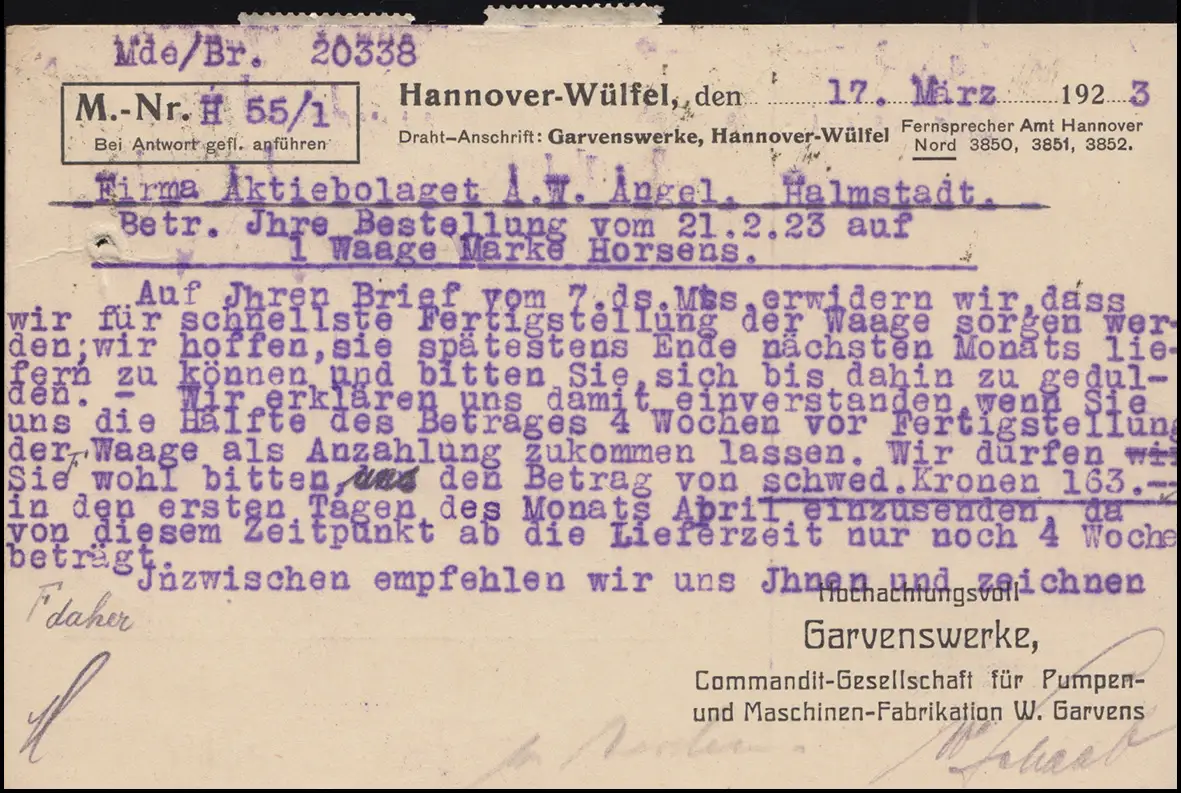 Mde/Br. 20338
M.-Nr. H 55/1
Bei Antwort gefl. anführen
Hannover-Wülfel, den 17. März 1923
Draht-Anschrift: Garvenswerke, Hannover-Wülfel
Fernsprecher Amt Hannover
Nord 3850, 3851, 3852.
Firma Aktiebolaget A.W. Angel. Halmstadt.
Betr. Jhre Bestellung vom 21.2.23 auf
1 Waage Marke Horsens.
Auf Jhren Brief vom 7.ds.Mts.erwidern wir,dass
wir für schnellste Fertigstellung der Waage sorgen wer-
den;wir hoffen,sie spätestens Ende nächsten Monats lie-
fern zu können und bitten Sie,sich bis dahin zu gedul-
den. - Wir erklären uns damit einverstanden,wenn Sie
uns die Hälfte des Betrages 4 Wochen vor Fertigstellung
der Waage als Anzahlung zukommen lassen. Wir dürfen wir
Sie wohl bitten, uns den Betrag von schwed.Kronen 163.--
in den ersten Tagen des Monats April einzusenden, da
von diesem Zeitpunkt ab die Lieferzeit nur noch 4 Woche
beträgt.
Jnzwischen empfehlen wir uns Jhnen und zeichnen
Hochachtungsvoll
daher
Garvenswerke,
Commandit-Gesellschaft für Pumpen-
und Maschinen-Fabrikation W. Garvens